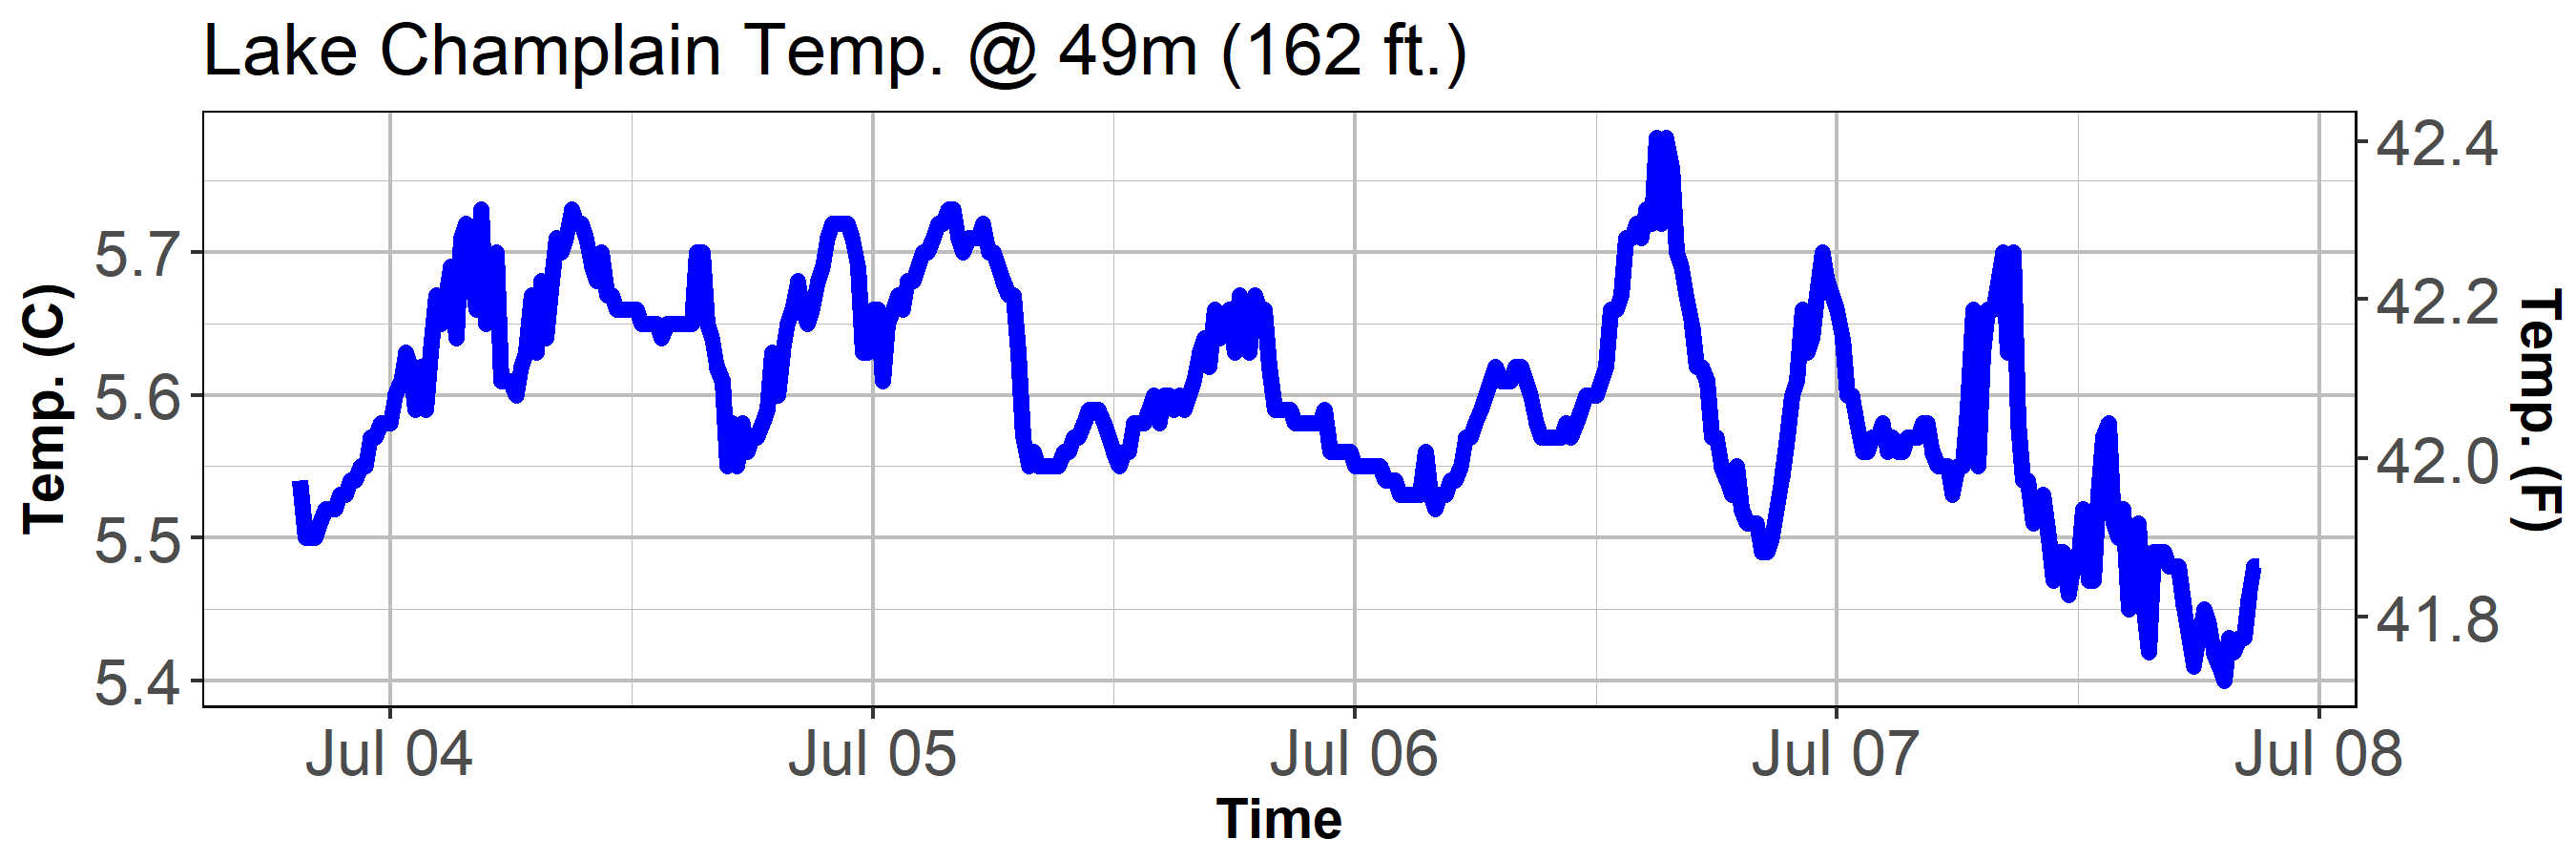 Lake Champlain Temp. @ 49m (162 ft.)
Temp. (C)
5.7
5.6
5.5
5.4
42.4
42.2
42.0
41.8
Temp. (F)
Jul 04 Jul 05 Jul 06 Jul 07 Jul 08
Time